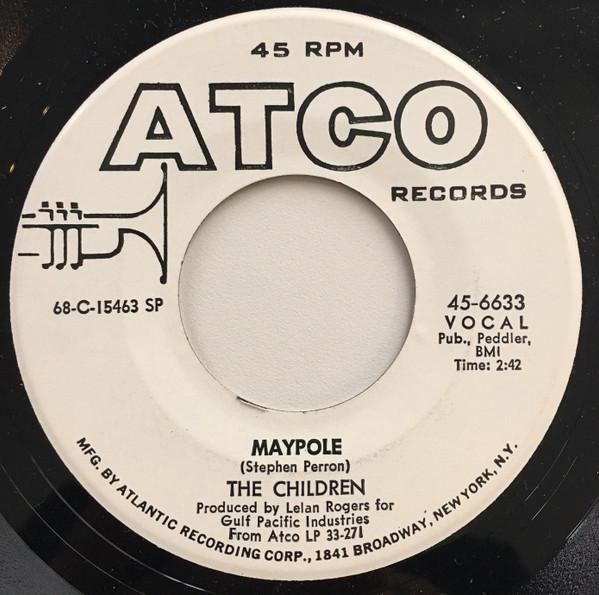 45 RPM
ATCO
RECORDS
68-C-15463 SP
45-6633
VOCAL
Pub., Peddler,
BMI
Time: 2:42
MAYPOLE
(Stephen Perron)
THE CHILDREN
Produced by Lelan Rogers for
Gulf Pacific Industries
From Atco LP 33-271
MFG. BY ATLANTIC RECORDING CORP., 1841 BROADWAY, NEW YORK, N.Y.